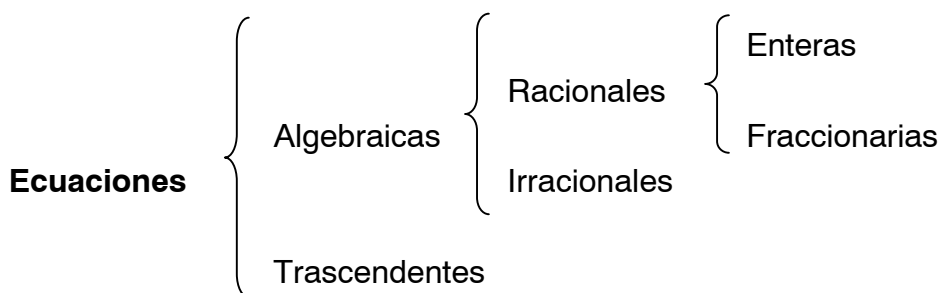 Ecuaciones
Algebraicas
Racionales
Enteras
Fraccionarias
Irracionales
Trascendentes